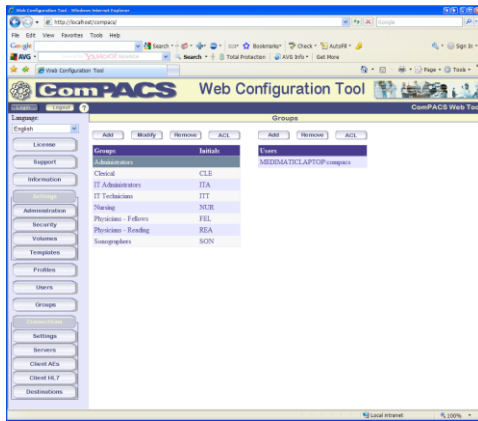 Web Configuration Tool - Windows Internet Explorer
http://localhost/compacs/
Google
File Edit View Favorites Tools Help
Google Search Bookmarks Check AutoFill Sign In
AVG YAHOO! SEARCH Search Total Protection AVG Info Get More
Web Configuration Tool Page Tools
ComPACS Web Configuration Tool
Login Logout ? ComPACS Web Tool
Language: Groups
English
Add Modify Remove ACL Add Remove ACL
License
Groups Initials Users
Administrators MEDIMATICLAPTOP\compacs
Support
Clerical CLE
Information
IT Administrators ITA
IT Technicians ITT
Settings
Nursing NUR
Administration
Physicians - Fellows FEL
Security
Physicians - Reading REA
Volumes
Sonographers SON
Templates
Profiles
Users
Groups
Connections
Settings
Servers
Client AEs
Client HL7
Destinations
Local intranet 100%